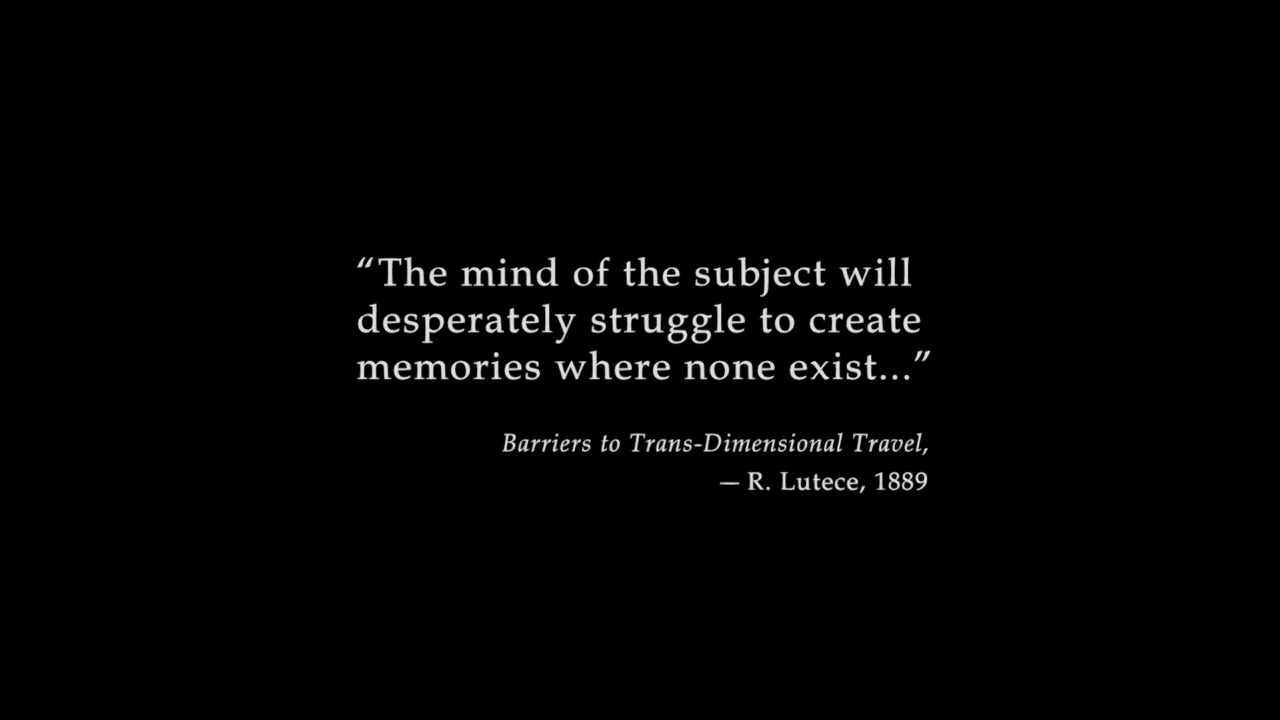 “The mind of the subject will
desperately struggle to create
memories where none exist...”
Barriers to Trans-Dimensional Travel,
— R. Lutece, 1889